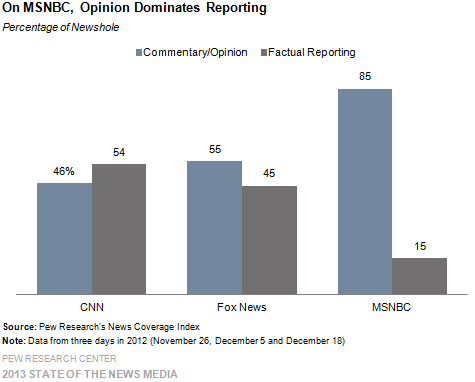 On MSNBC, Opinion Dominates Reporting
Percentage of Newshole
Commentary/Opinion Factual Reporting
46% 54 55 45 85 15
CNN Fox News MSNBC
Source: Pew Research's News Coverage Index
Note: Data from three days in 2012 (November 26, December 5 and December 18)
PEW RESEARCH CENTER
2013 STATE OF THE NEWS MEDIA